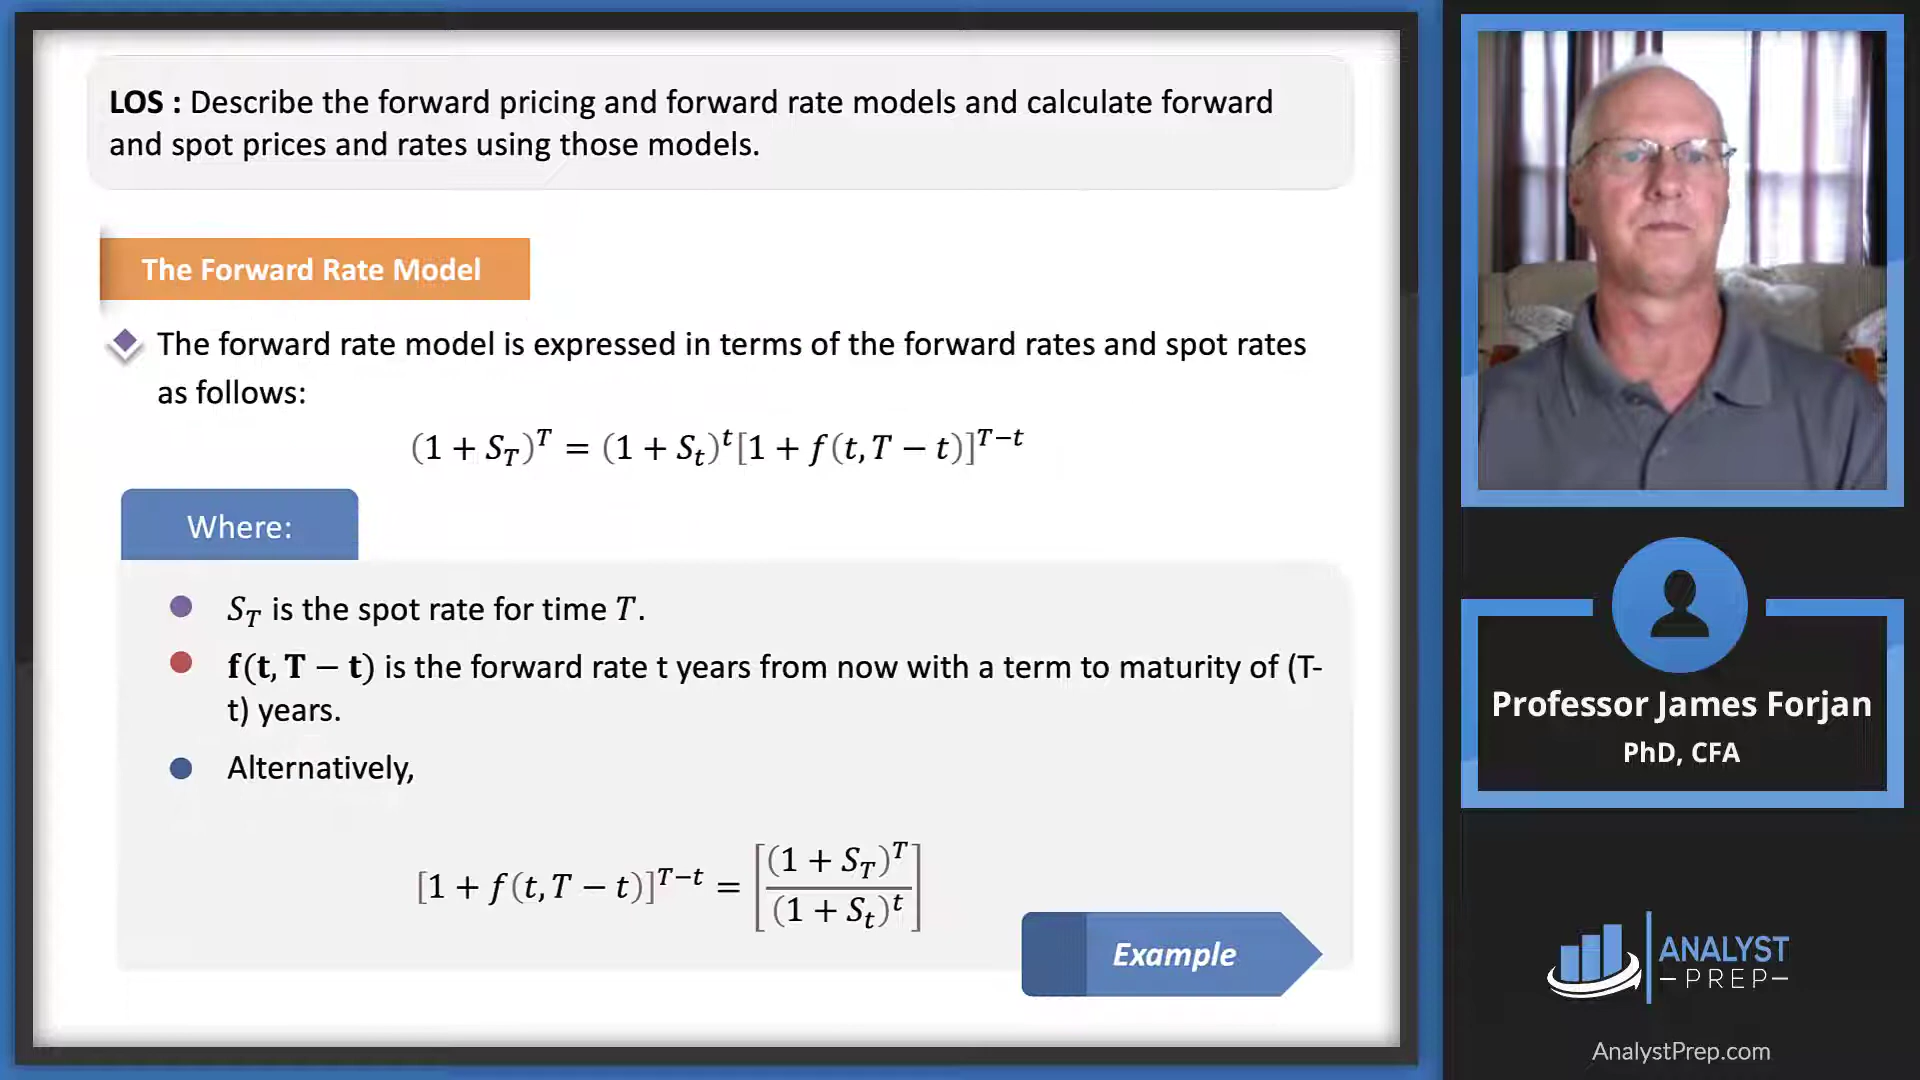 LOS : Describe the forward pricing and forward rate models and calculate forward
and spot prices and rates using those models.
The Forward Rate Model
The forward rate model is expressed in terms of the forward rates and spot rates
as follows:
(1 + S_T)^T = (1 + S_t)^t[1 + f(t, T − t)]^{T−t}
Where:
S_T is the spot rate for time T.
f(t, T − t) is the forward rate t years from now with a term to maturity of (T-
t) years.
Alternatively,
[1 + f(t, T − t)]^{T−t} = [(1 + S_T)^T / (1 + S_t)^t]
Example
Professor James Forjan
PhD, CFA
ANALYST
PREP
AnalystPrep.com